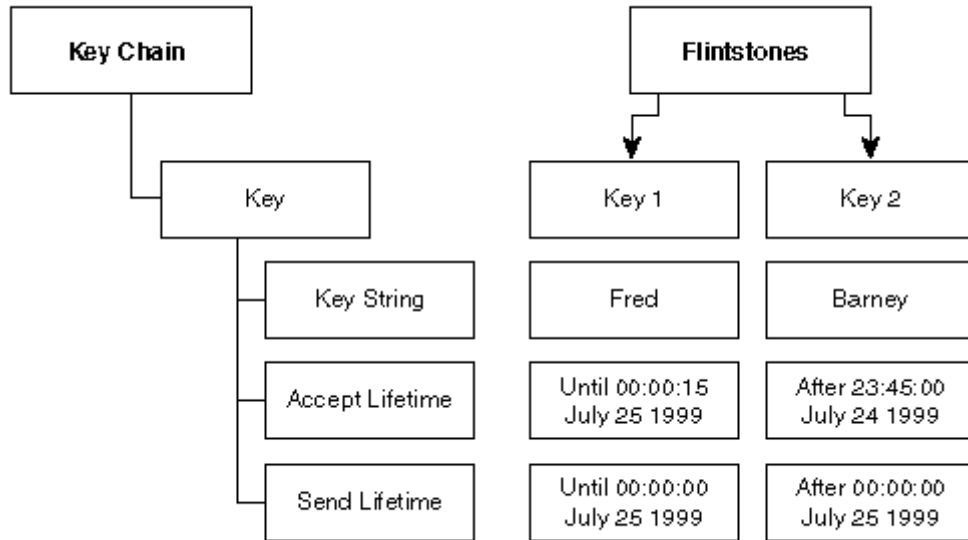 Key Chain
Flintstones
Key
Key 1
Key 2
Key String
Fred
Barney
Accept Lifetime
Until 00:00:15
July 25 1999
After 23:45:00
July 24 1999
Send Lifetime
Until 00:00:00
July 25 1999
After 00:00:00
July 25 1999